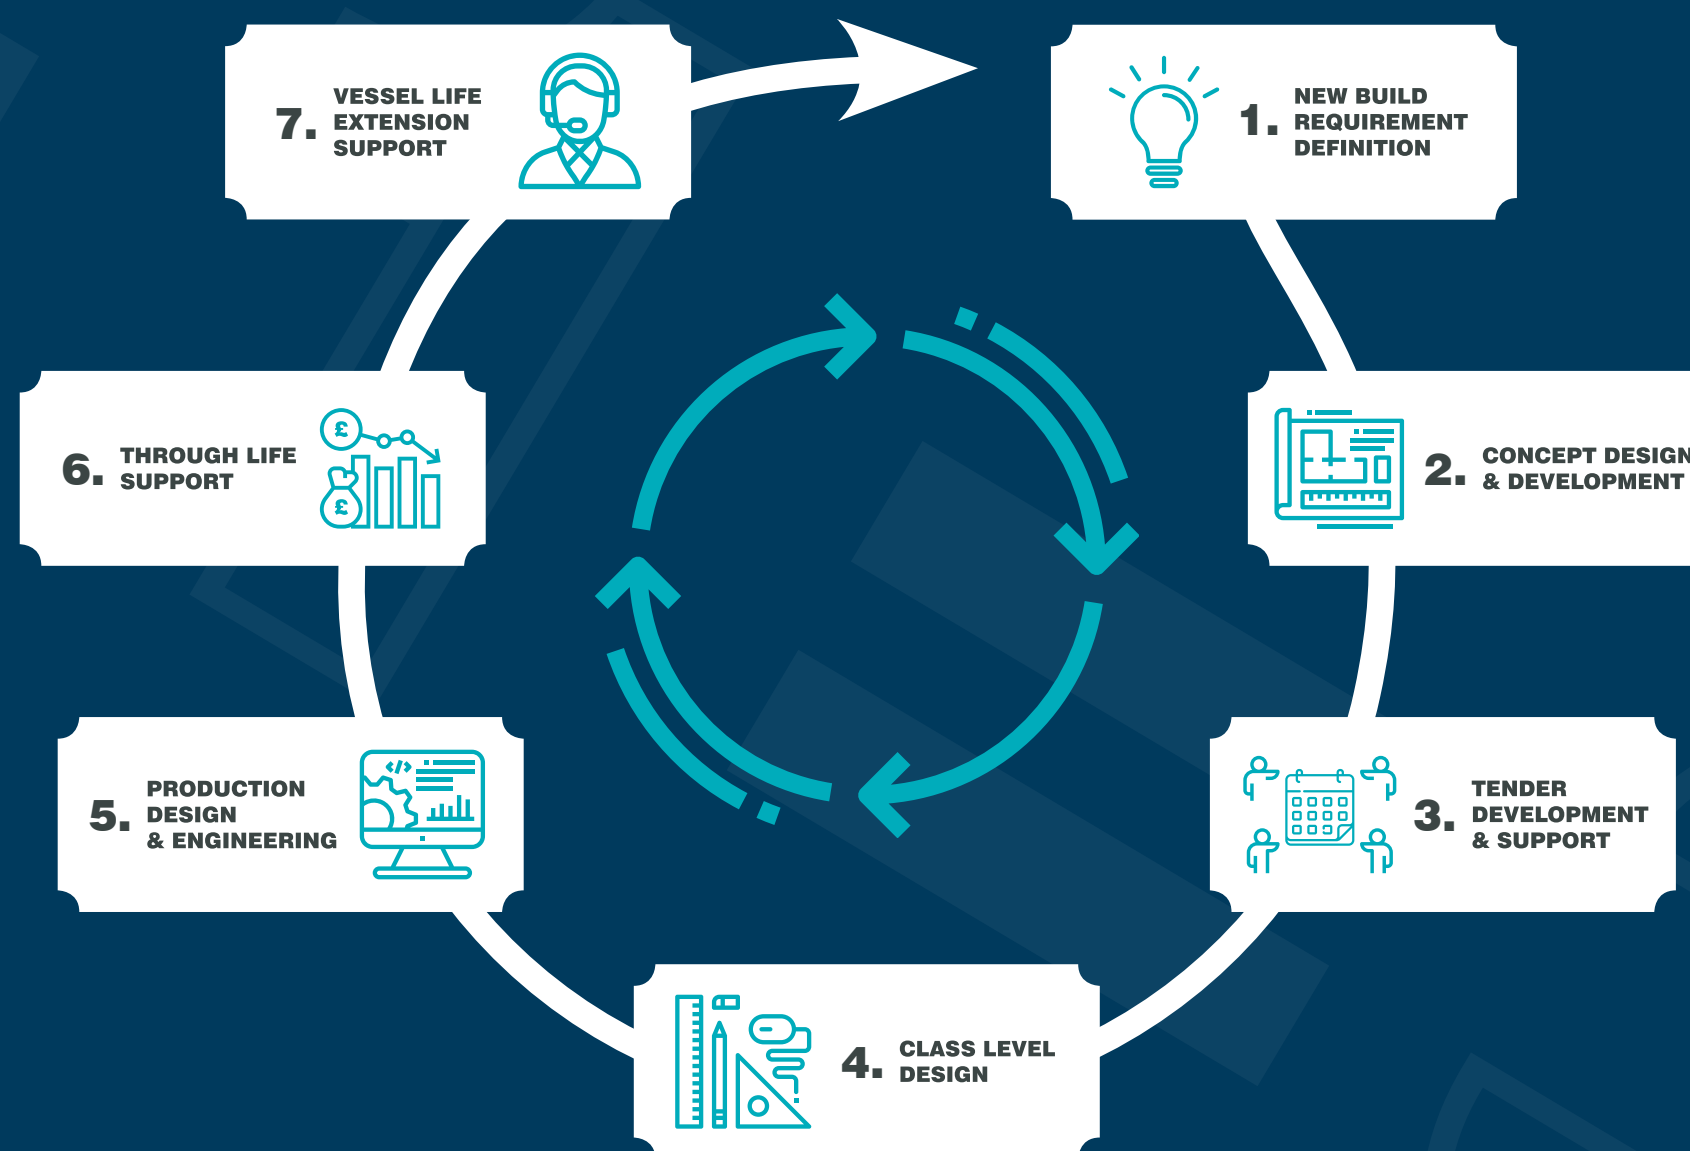 1.
NEW BUILD
REQUIREMENT
DEFINITION
2.
CONCEPT DESIGN
& DEVELOPMENT
3.
TENDER
DEVELOPMENT
& SUPPORT
4.
CLASS LEVEL
DESIGN
5.
PRODUCTION
DESIGN
& ENGINEERING
</>
6.
THROUGH LIFE
SUPPORT
£
£
7.
VESSEL LIFE
EXTENSION
SUPPORT